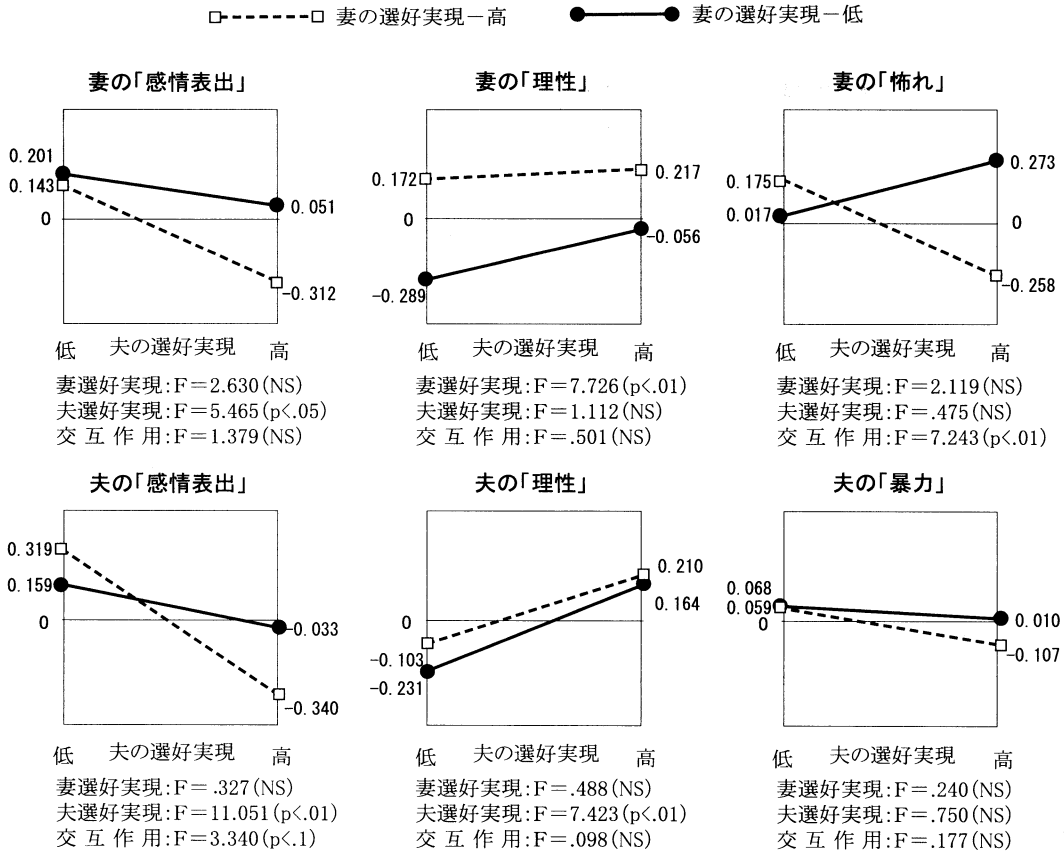 妻の選好実現－高 妻の選好実現－低
妻の「感情表出」
0.201
0.143
0
0.051
-0.312
低 夫の選好実現 高
妻選好実現:F＝2.630(NS)
夫選好実現:F＝5.465(p<.05)
交互作用:F＝1.379(NS)
妻の「理性」
0.172
0
-0.289
0.217
-0.056
低 夫の選好実現 高
妻選好実現:F＝7.726(p<.01)
夫選好実現:F＝1.112(NS)
交互作用:F＝.501(NS)
妻の「怖れ」
0.175
0.017
0.273
0
-0.258
低 夫の選好実現 高
妻選好実現:F＝2.119(NS)
夫選好実現:F＝.475(NS)
交互作用:F＝7.243(p<.01)
夫の「感情表出」
0.319
0.159
0
-0.033
-0.340
低 夫の選好実現 高
妻選好実現:F＝.327(NS)
夫選好実現:F＝11.051(p<.01)
交互作用:F＝3.340(p<.1)
夫の「理性」
0
-0.103
-0.231
0.210
0.164
低 夫の選好実現 高
妻選好実現:F＝.488(NS)
夫選好実現:F＝7.423(p<.01)
交互作用:F＝.098(NS)
夫の「暴力」
0.068
0.059
0
0.010
-0.107
低 夫の選好実現 高
妻選好実現:F＝.240(NS)
夫選好実現:F＝.750(NS)
交互作用:F＝.177(NS)